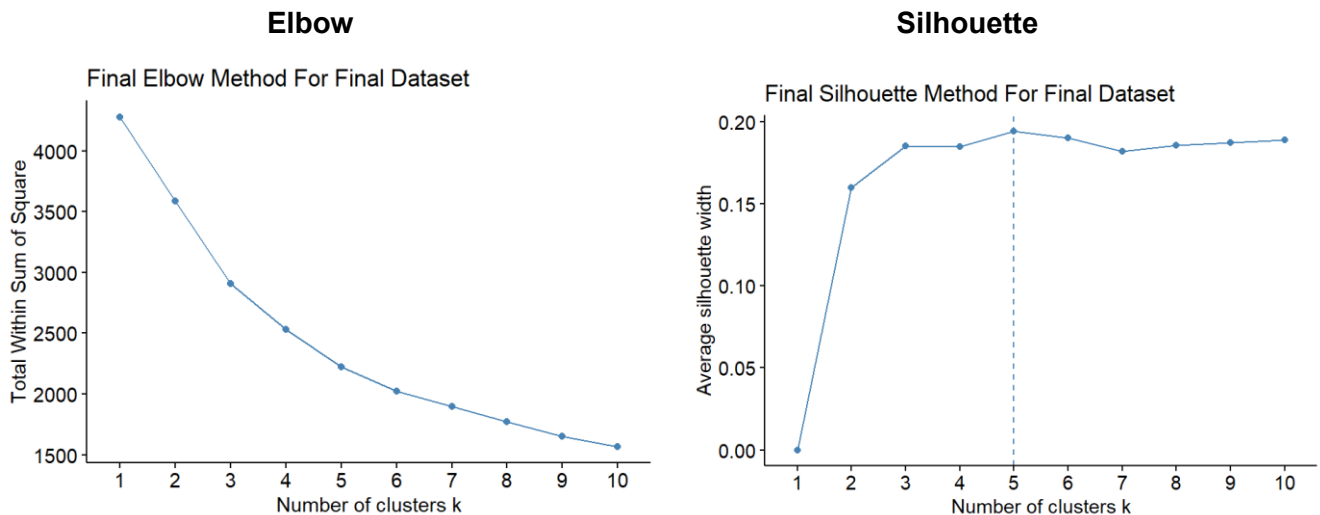 Elbow
Final Elbow Method For Final Dataset
Total Within Sum of Square
4000
3500
3000
2500
2000
1500
1 2 3 4 5 6 7 8 9 10
Number of clusters k
Silhouette
Final Silhouette Method For Final Dataset
Average silhouette width
0.20
0.15
0.10
0.05
0.00
1 2 3 4 5 6 7 8 9 10
Number of clusters k